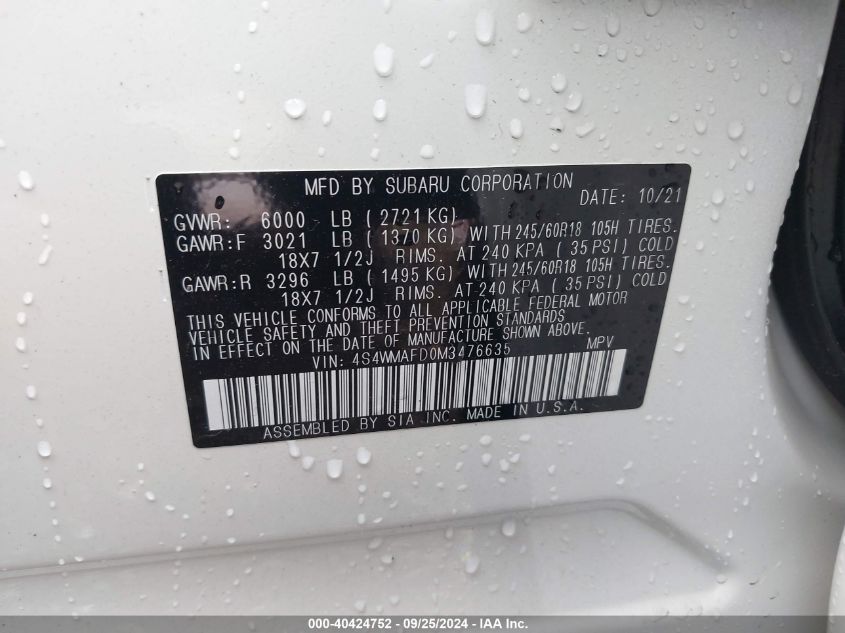 MFD BY SUBARU CORPORATION
DATE: 10/21
GVWR: 6000 LB ( 2721 KG)
GAWR:F 3021 LB ( 1370 KG) WITH 245/60R18 105H TIRES.
18X7 1/2J RIMS. AT 240 KPA ( 35 PSI) COLD
GAWR:R 3296 LB ( 1495 KG) WITH 245/60R18 105H TIRES.
18X7 1/2J RIMS. AT 240 KPA ( 35 PSI) COLD
THIS VEHICLE CONFORMS TO ALL APPLICABLE FEDERAL MOTOR
VEHICLE SAFETY AND THEFT PREVENTION STANDARDS
IN EFFECT ON THE DATE OF MANUFACTURE SHOWN ABOVE.
VIN: 4S4WMAFD0M3476635 MPV
ASSEMBLED BY SIA INC. MADE IN U.S.A.
000-40424752 - 09/25/2024 - IAA Inc.